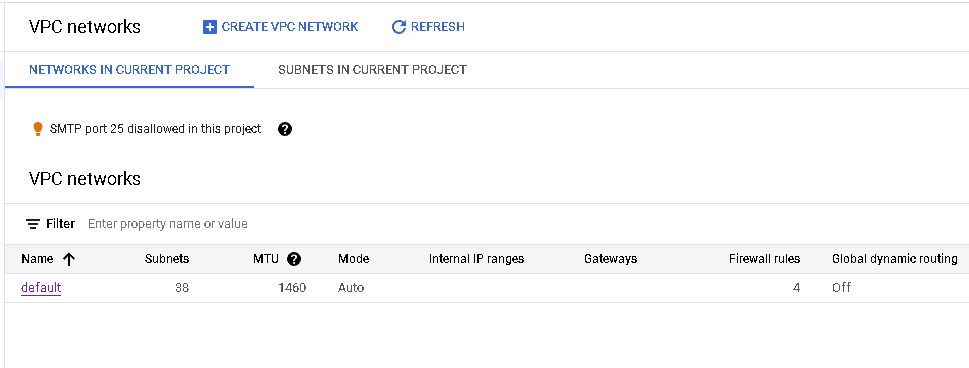 VPC networks CREATE VPC NETWORK REFRESH
NETWORKS IN CURRENT PROJECT SUBNETS IN CURRENT PROJECT
SMTP port 25 disallowed in this project ?
VPC networks
Filter Enter property name or value
Name Subnets MTU ? Mode Internal IP ranges Gateways Firewall rules Global dynamic routing
default 38 1460 Auto 4 Off